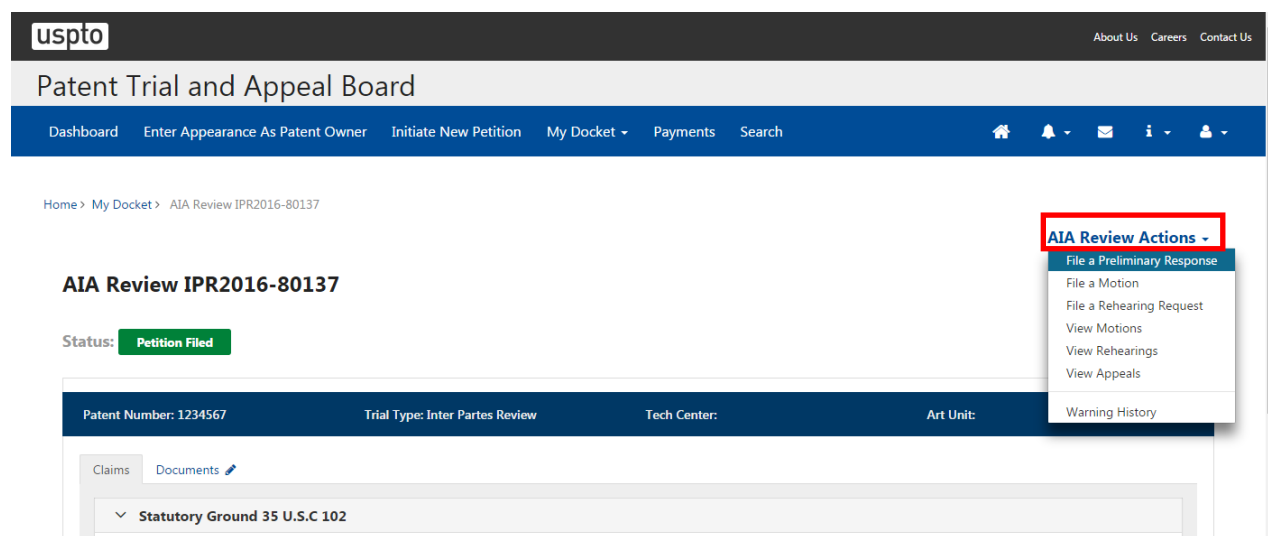 uspto
About Us Careers Contact Us
Patent Trial and Appeal Board
Dashboard Enter Appearance As Patent Owner Initiate New Petition My Docket Payments Search
Home > My Docket > AIA Review IPR2016-80137
AIA Review Actions
File a Preliminary Response
File a Motion
File a Rehearing Request
View Motions
View Rehearings
View Appeals
Warning History
AIA Review IPR2016-80137
Status: Petition Filed
Patent Number: 1234567 Trial Type: Inter Partes Review Tech Center: Art Unit:
Claims Documents
Statutory Ground 35 U.S.C 102